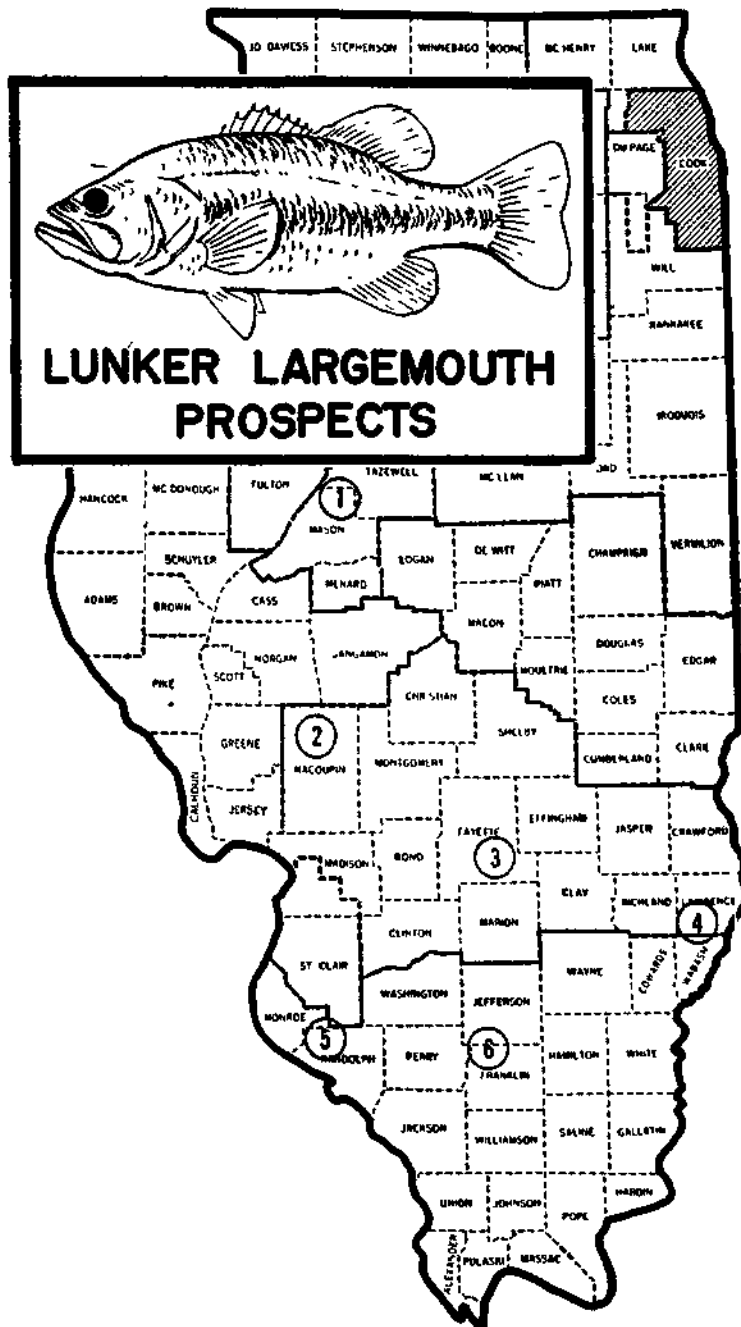 JO DAVIESS STEPHENSON WINNEBAGO BOONE MC HENRY LAKE
DU PAGE COOK
WILL
KANKAKEE
LUNKER LARGEMOUTH
PROSPECTS
IROQUOIS
HANCOCK MC DONOUGH FULTON TAZEWELL MC LEAN
1
MASON
SCHUYLER LOGAN DE WITT CHAMPAIGN VERMILION
ADAMS BROWN CASS MENARD PIATT
MACON
SCOTT MORGAN SANGAMON DOUGLAS
PIKE CHRISTIAN MOULTRIE EDGAR
COLES
GREENE 2 SHELBY
MACOUPIN MONTGOMERY CUMBERLAND CLARK
CALHOUN JERSEY
FAYETTE EFFINGHAM JASPER CRAWFORD
MADISON BOND 3
CLAY RICHLAND LAWRENCE
CLINTON MARION 4
ST CLAIR WAYNE EDWARDS WABASH
WASHINGTON JEFFERSON
MONROE
5 RANDOLPH PERRY 6 HAMILTON WHITE
FRANKLIN
JACKSON WILLIAMSON SALINE GALLATIN
UNION JOHNSON POPE HARDIN
ALEXANDER PULASKI MASSAC